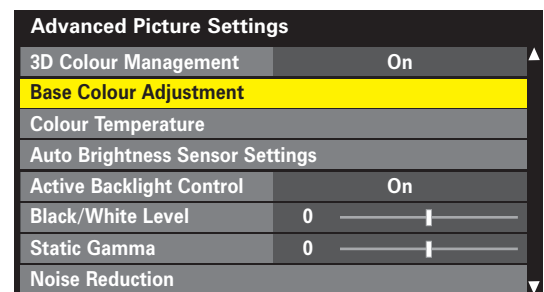 Advanced Picture Settings
3D Colour Management On
Base Colour Adjustment
Colour Temperature
Auto Brightness Sensor Settings
Active Backlight Control On
Black/White Level 0
Static Gamma 0
Noise Reduction